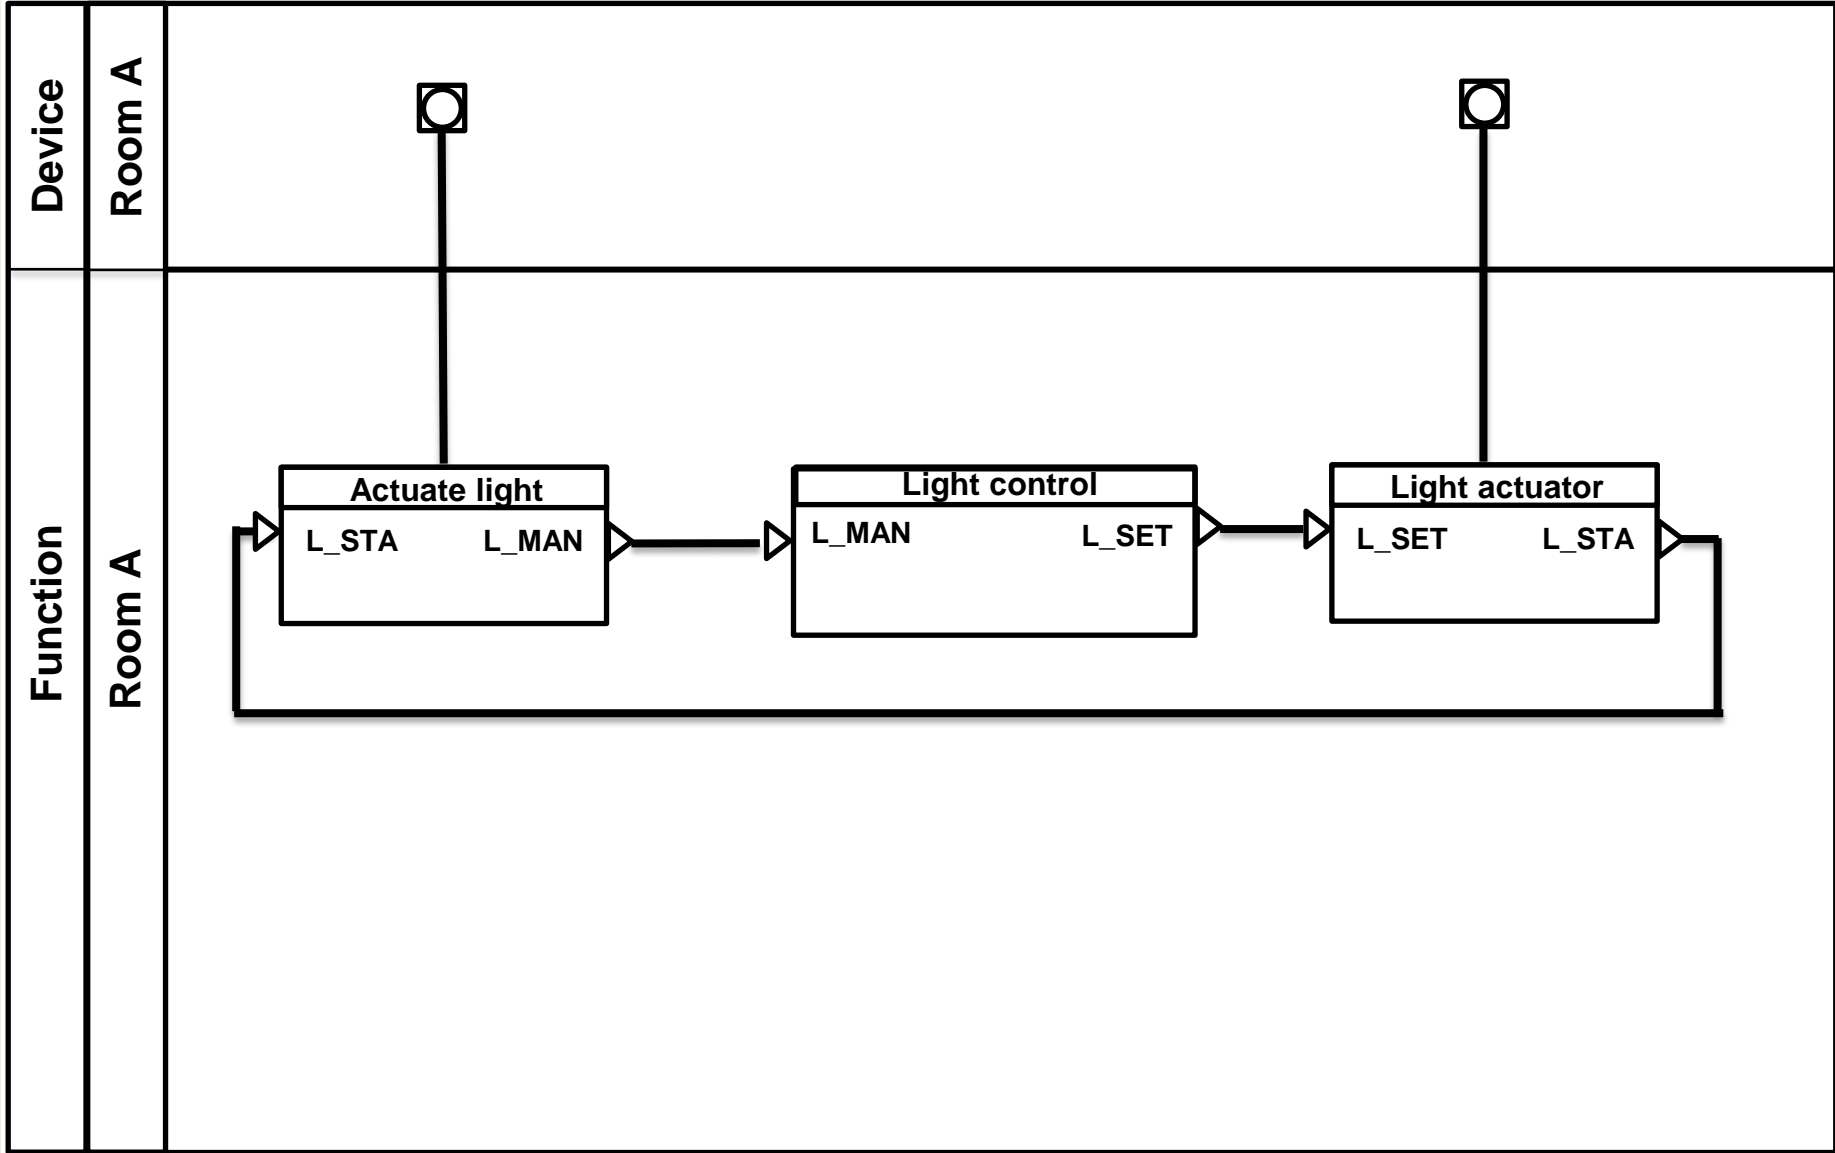 Device
Room A
Function
Room A
Actuate light
L_STA L_MAN
Light control
L_MAN L_SET
Light actuator
L_SET L_STA